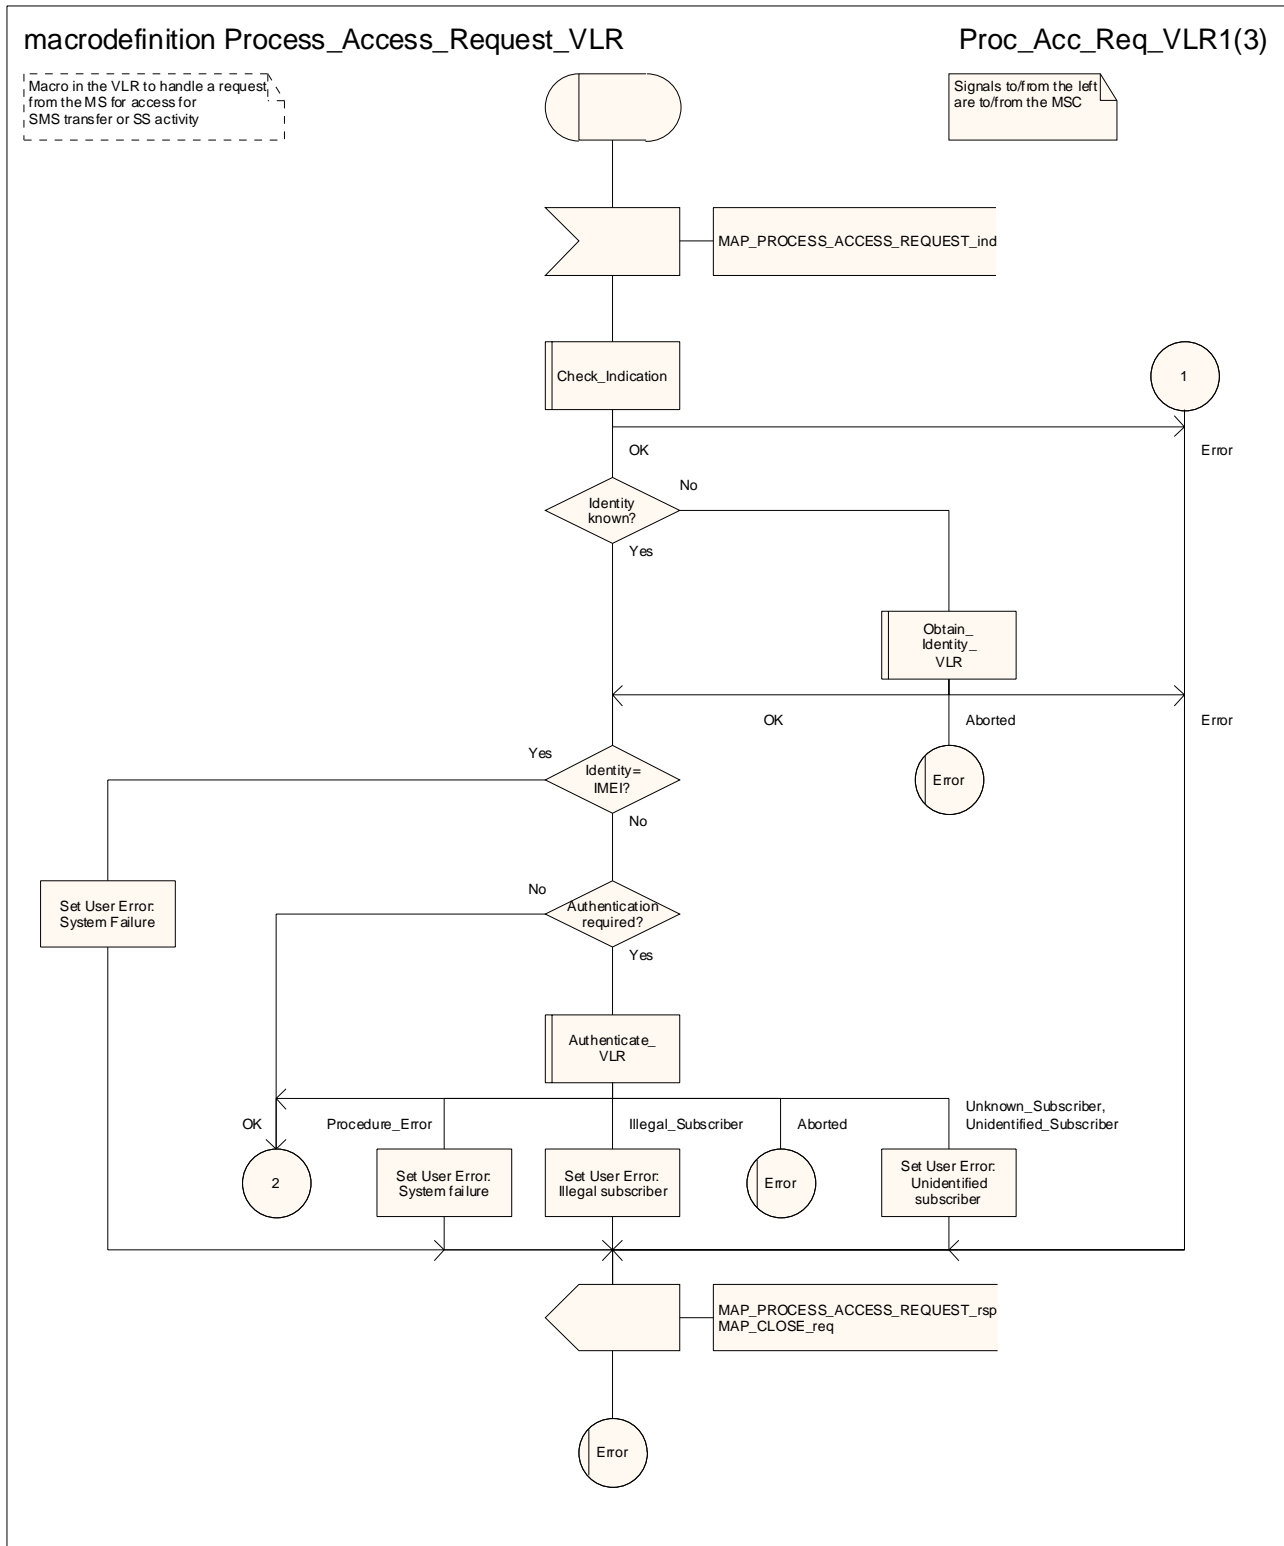 macrodefinition Process_Access_Request_VLR
Proc_Acc_Req_VLR1(3)
Macro in the VLR to handle a request
from the MS for access for
SMS transfer or SS activity
Signals to/from the left
are to/from the MSC
MAP_PROCESS_ACCESS_REQUEST_ind
Check_Indication
1
OK
Error
Identity
known?
No
Yes
Obtain_
Identity_
VLR
OK
Aborted
Error
Yes
Identity=
IMEI?
Error
No
Set User Error:
System Failure
No
Authentication
required?
Yes
Authenticate_
VLR
OK
Procedure_Error
Illegal_Subscriber
Aborted
Unknown_Subscriber,
Unidentified_Subscriber
2
Set User Error:
System failure
Set User Error:
Illegal subscriber
Error
Set User Error:
Unidentified
subscriber
MAP_PROCESS_ACCESS_REQUEST_rsp
MAP_CLOSE_req
Error